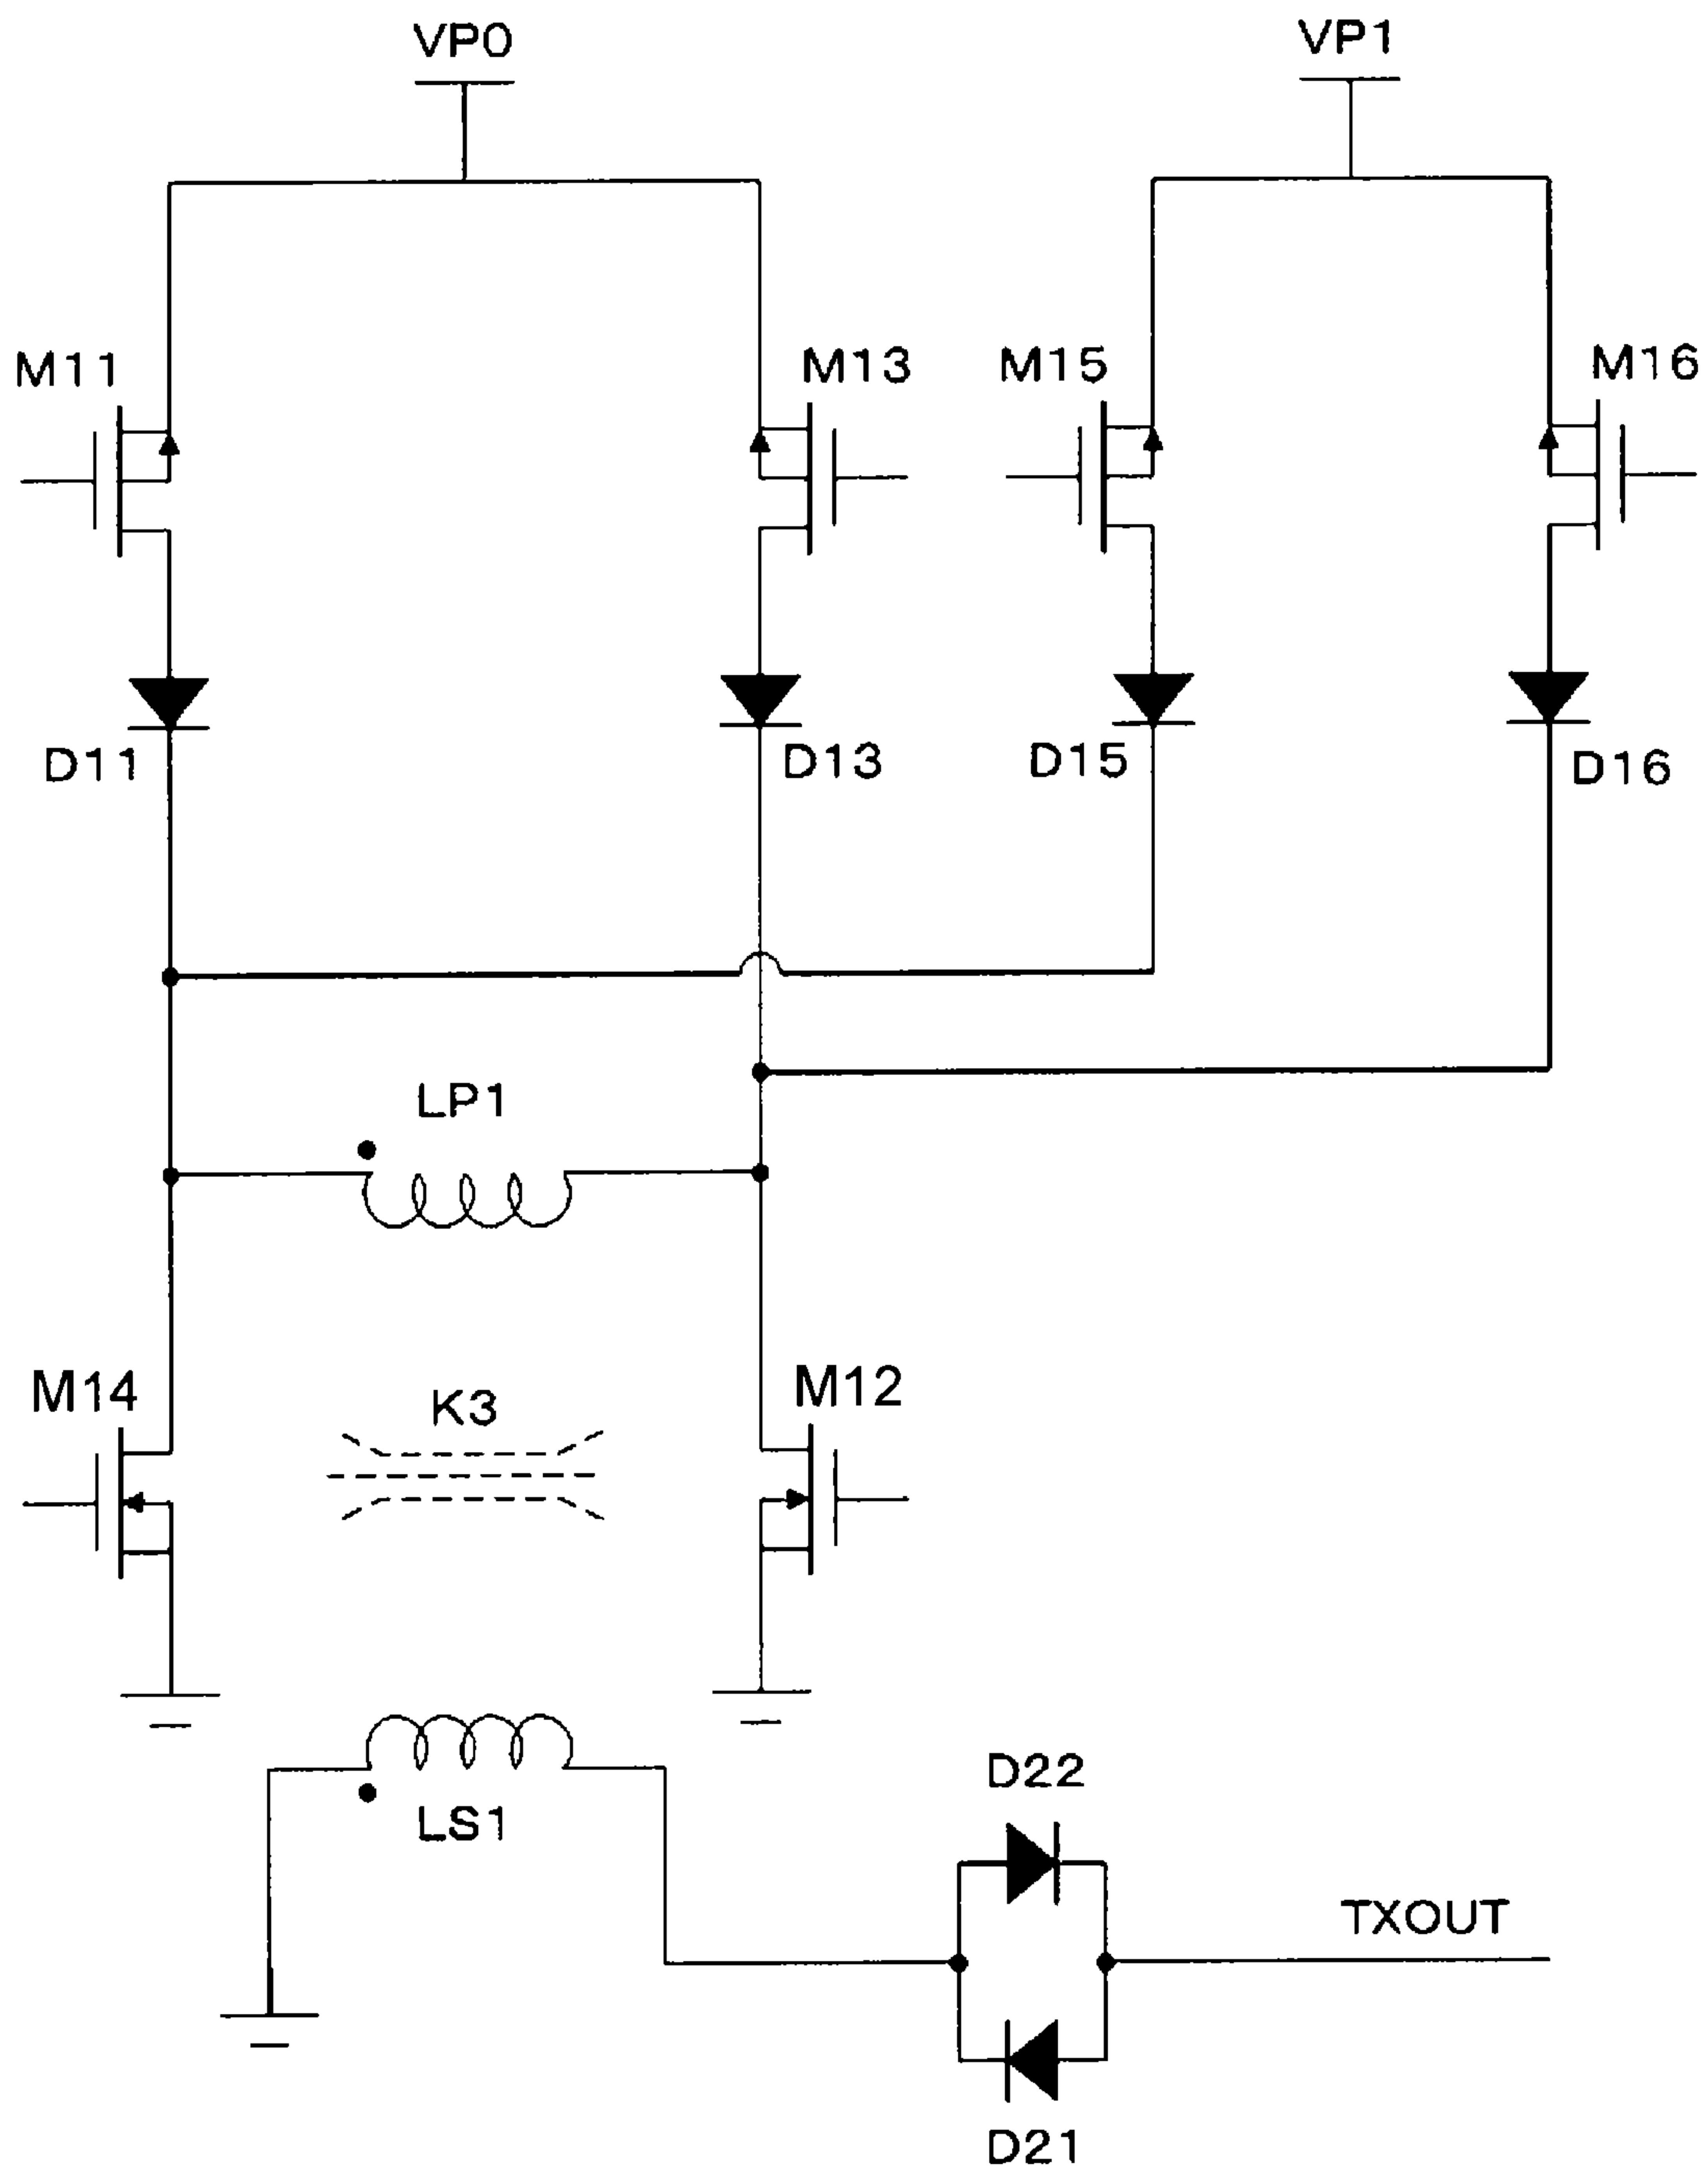 VP0
VP1
M11
M13
M15
M16
D11
D13
D15
D16
LP1
M14
K3
M12
LS1
D22
TXOUT
D21